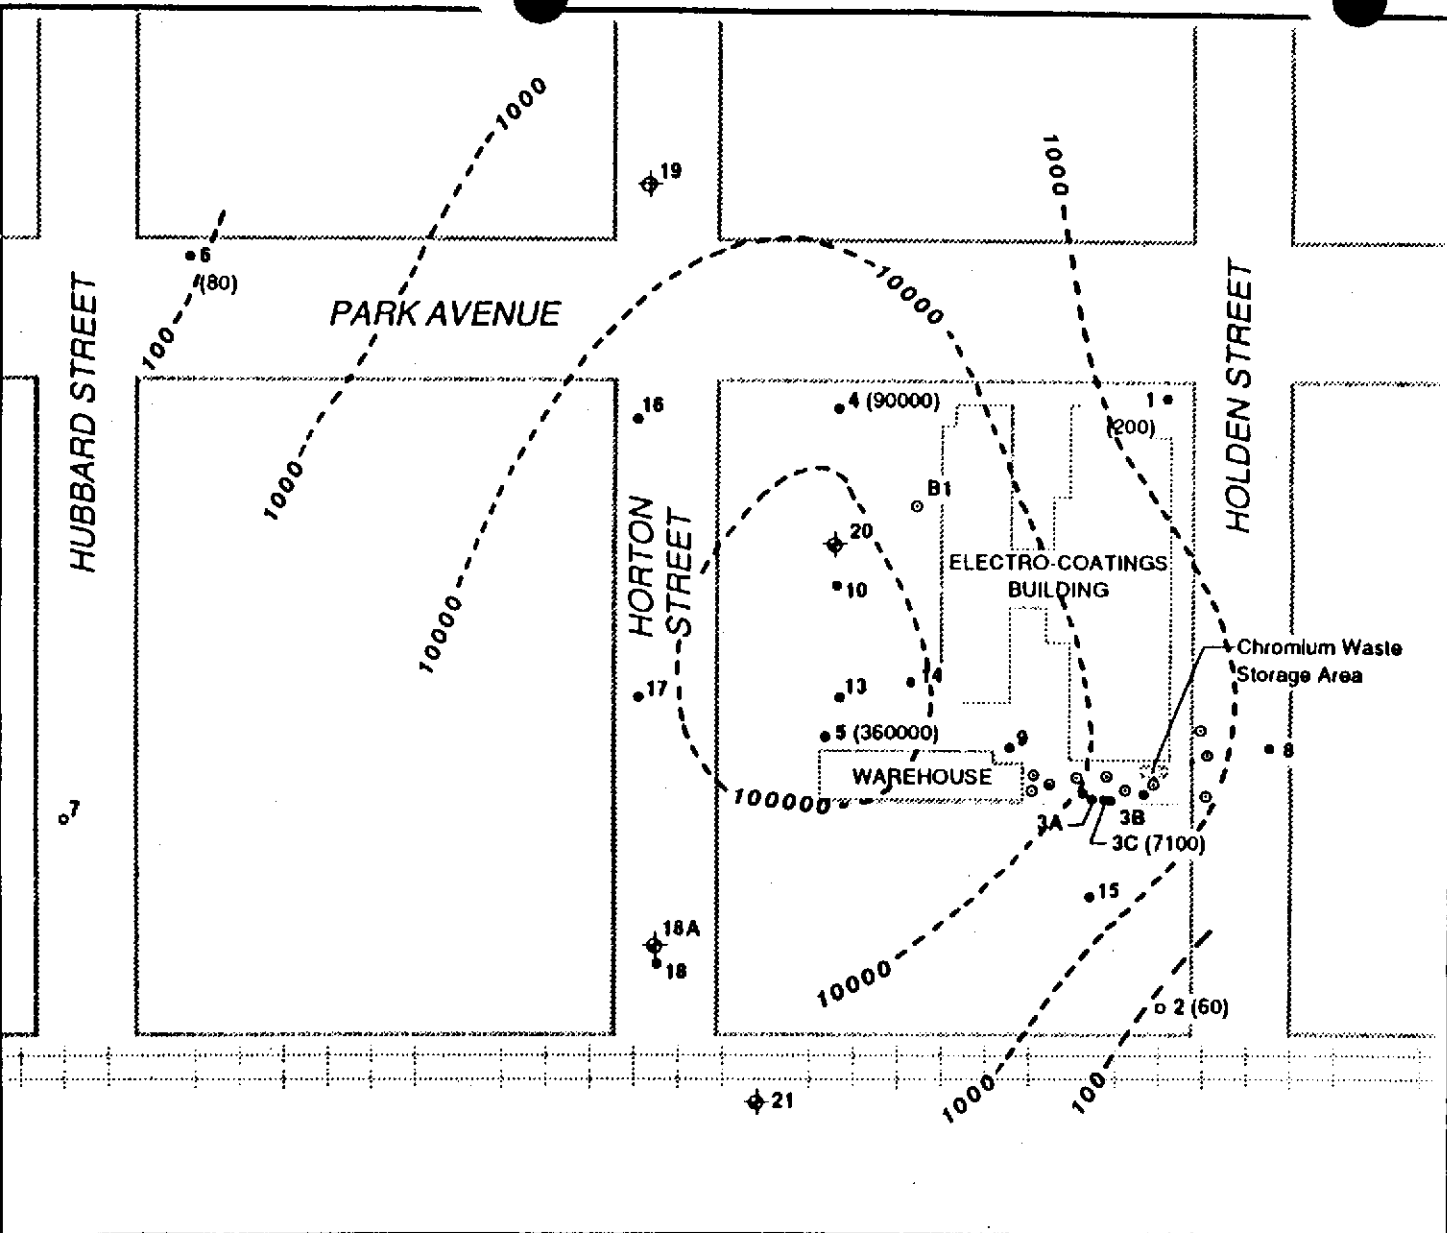 1000
1000
19
6
(80)
100
PARK AVENUE
10000
HUBBARD STREET
HOLDEN STREET
16
4 (90000)
1
(200)
1000
B1
HORTON
STREET
20
10
ELECTRO-COATINGS
BUILDING
10000
17
13
14
Chromium Waste
Storage Area
5 (360000)
9
8
WAREHOUSE
100000
7
3A
3B
3C (7100)
15
18A
18
10000
2 (60)
1000
100
21